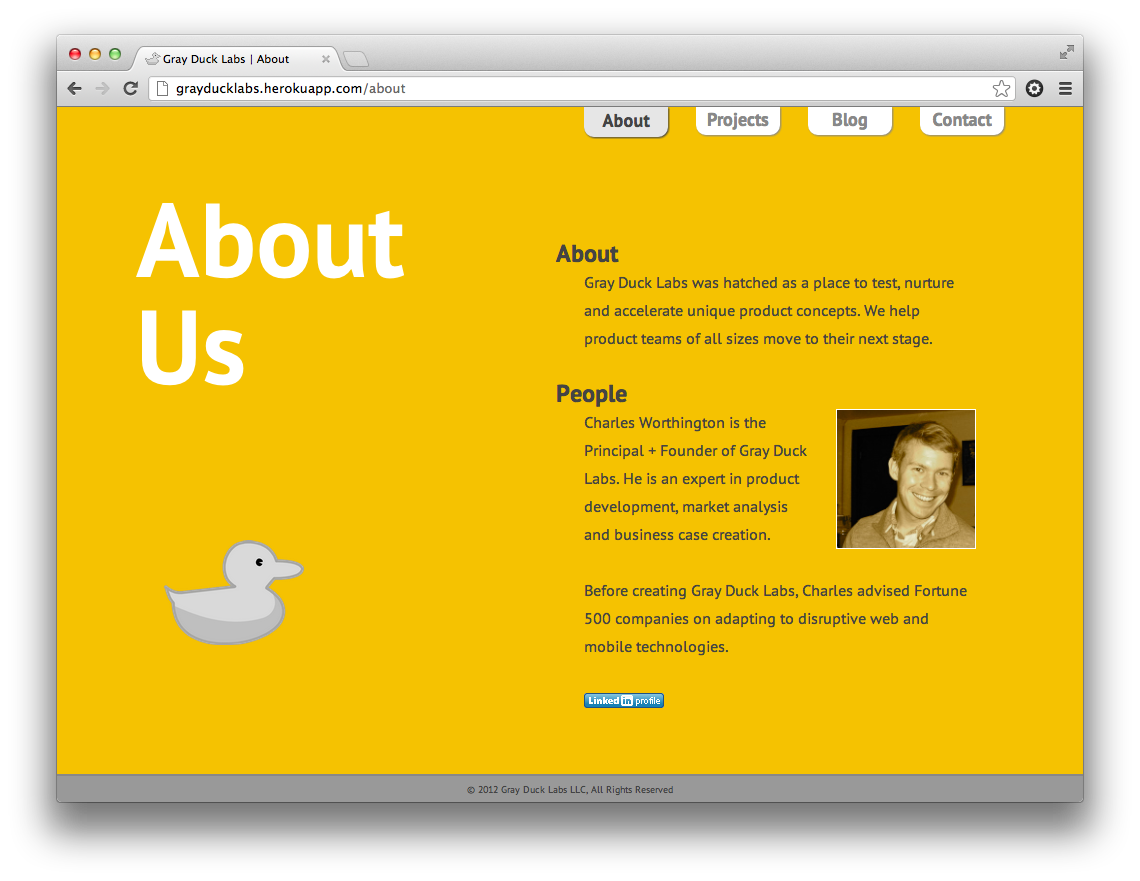 Gray Duck Labs | About
grayducklabs.herokuapp.com/about
About Projects Blog Contact
About
Us
About
Gray Duck Labs was hatched as a place to test, nurture
and accelerate unique product concepts. We help
product teams of all sizes move to their next stage.
People
Charles Worthington is the
Principal + Founder of Gray Duck
Labs. He is an expert in product
development, market analysis
and business case creation.
Before creating Gray Duck Labs, Charles advised Fortune
500 companies on adapting to disruptive web and
mobile technologies.
Linked in profile
© 2012 Gray Duck Labs LLC, All Rights Reserved